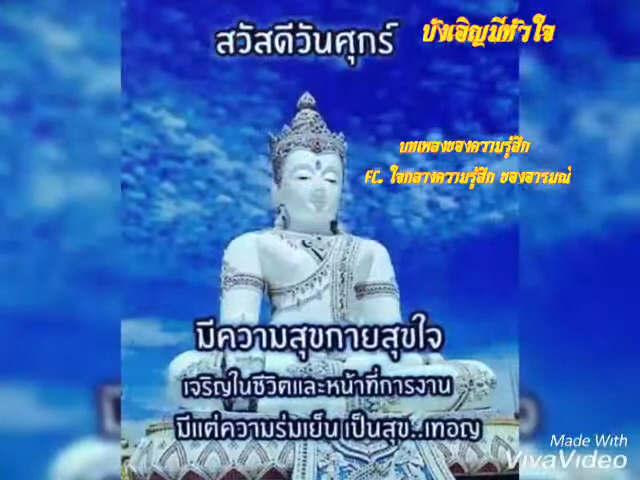 สวัสดีวันศุกร์
บังเอิญมีหัวใจ
บทเพลงของความรู้สึก
FC. ใจกลางความรู้สึก ของอารมณ์
มีความสุขกายสุขใจ
เจริญในชีวิตและหน้าที่การงาน
มีแต่ความร่มเย็น เป็นสุข..เทอญ
Made With
VivaVideo